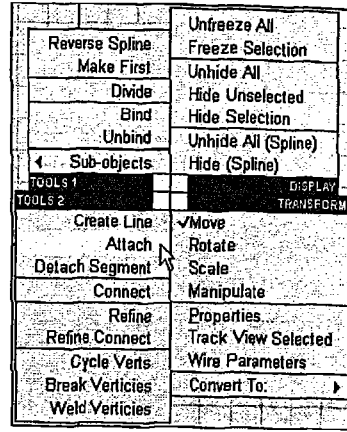 Unfreeze All
Freeze Selection
Unhide All
Hide Unselected
Hide Selection
Unhide All (Spline)
Hide (Spline)
DISPLAY
Reverse Spline
Make First
Divide
Bind
Unbind
Sub-objects
TOOLS 1
TOOLS 2
Create Line
Attach
Detach Segment
Connect
Refine
Refine Connect
Cycle Verts
Break Verticies
Weld Verticies
TRANSFORM
Move
Rotate
Scale
Manipulate
Properties...
Track View Selected
Wire Parameters
Convert To: